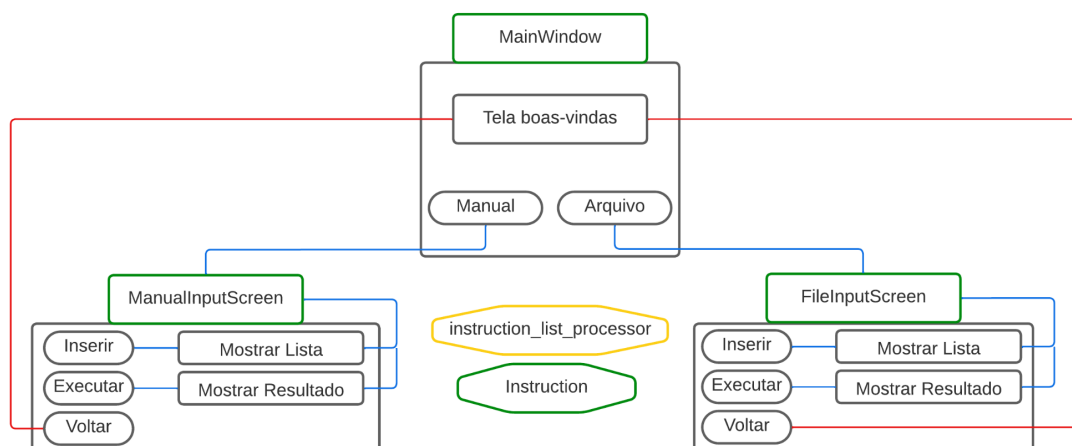 MainWindow
Tela boas-vindas
Manual
Arquivo
ManualInputScreen
FileInputScreen
instruction_list_processor
Instruction
Inserir
Mostrar Lista
Executar
Mostrar Resultado
Voltar
Inserir
Mostrar Lista
Executar
Mostrar Resultado
Voltar